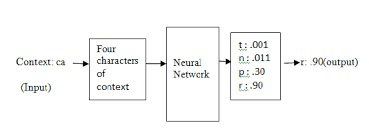 Context: ca
(Input)
Four
characters
of
context
Neural
Network
t: .001
n: .011
p: .30
r: .90
r: .90(output)